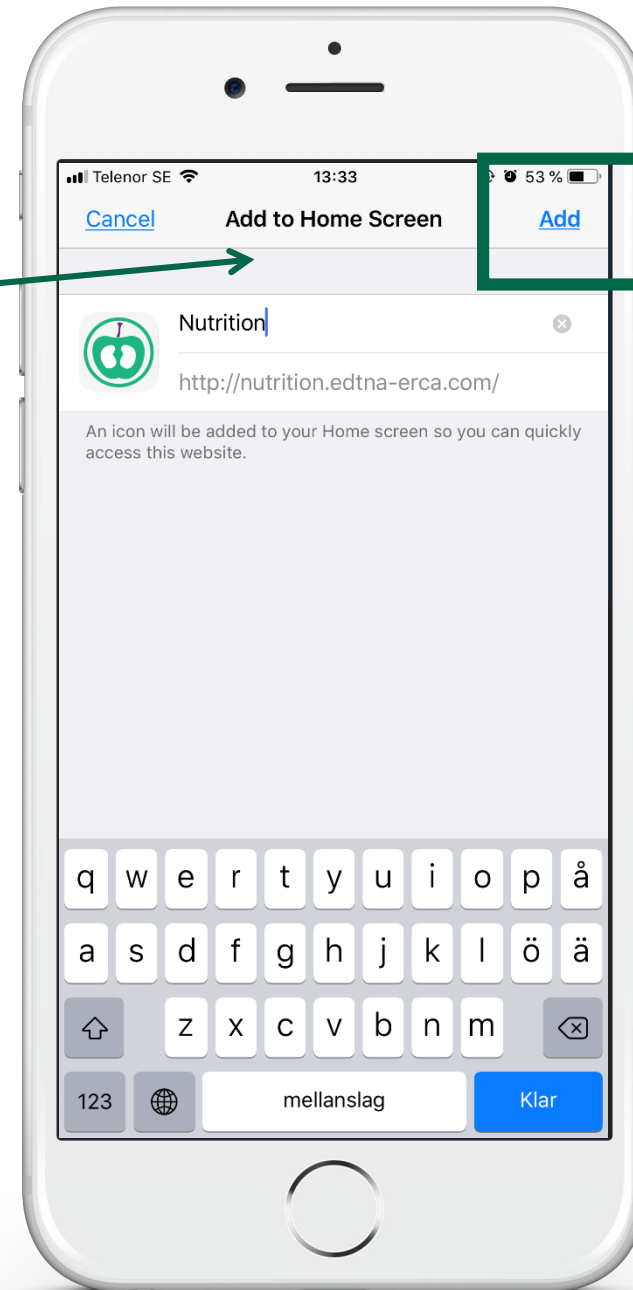 Telenor SE 13:33 53 %
Cancel Add to Home Screen Add
Nutrition
http://nutrition.edtna-erca.com/
An icon will be added to your Home screen so you can quickly
access this website.
q w e r t y u i o p å
a s d f g h j k l ö ä
z x c v b n m
123 mellanslag Klar